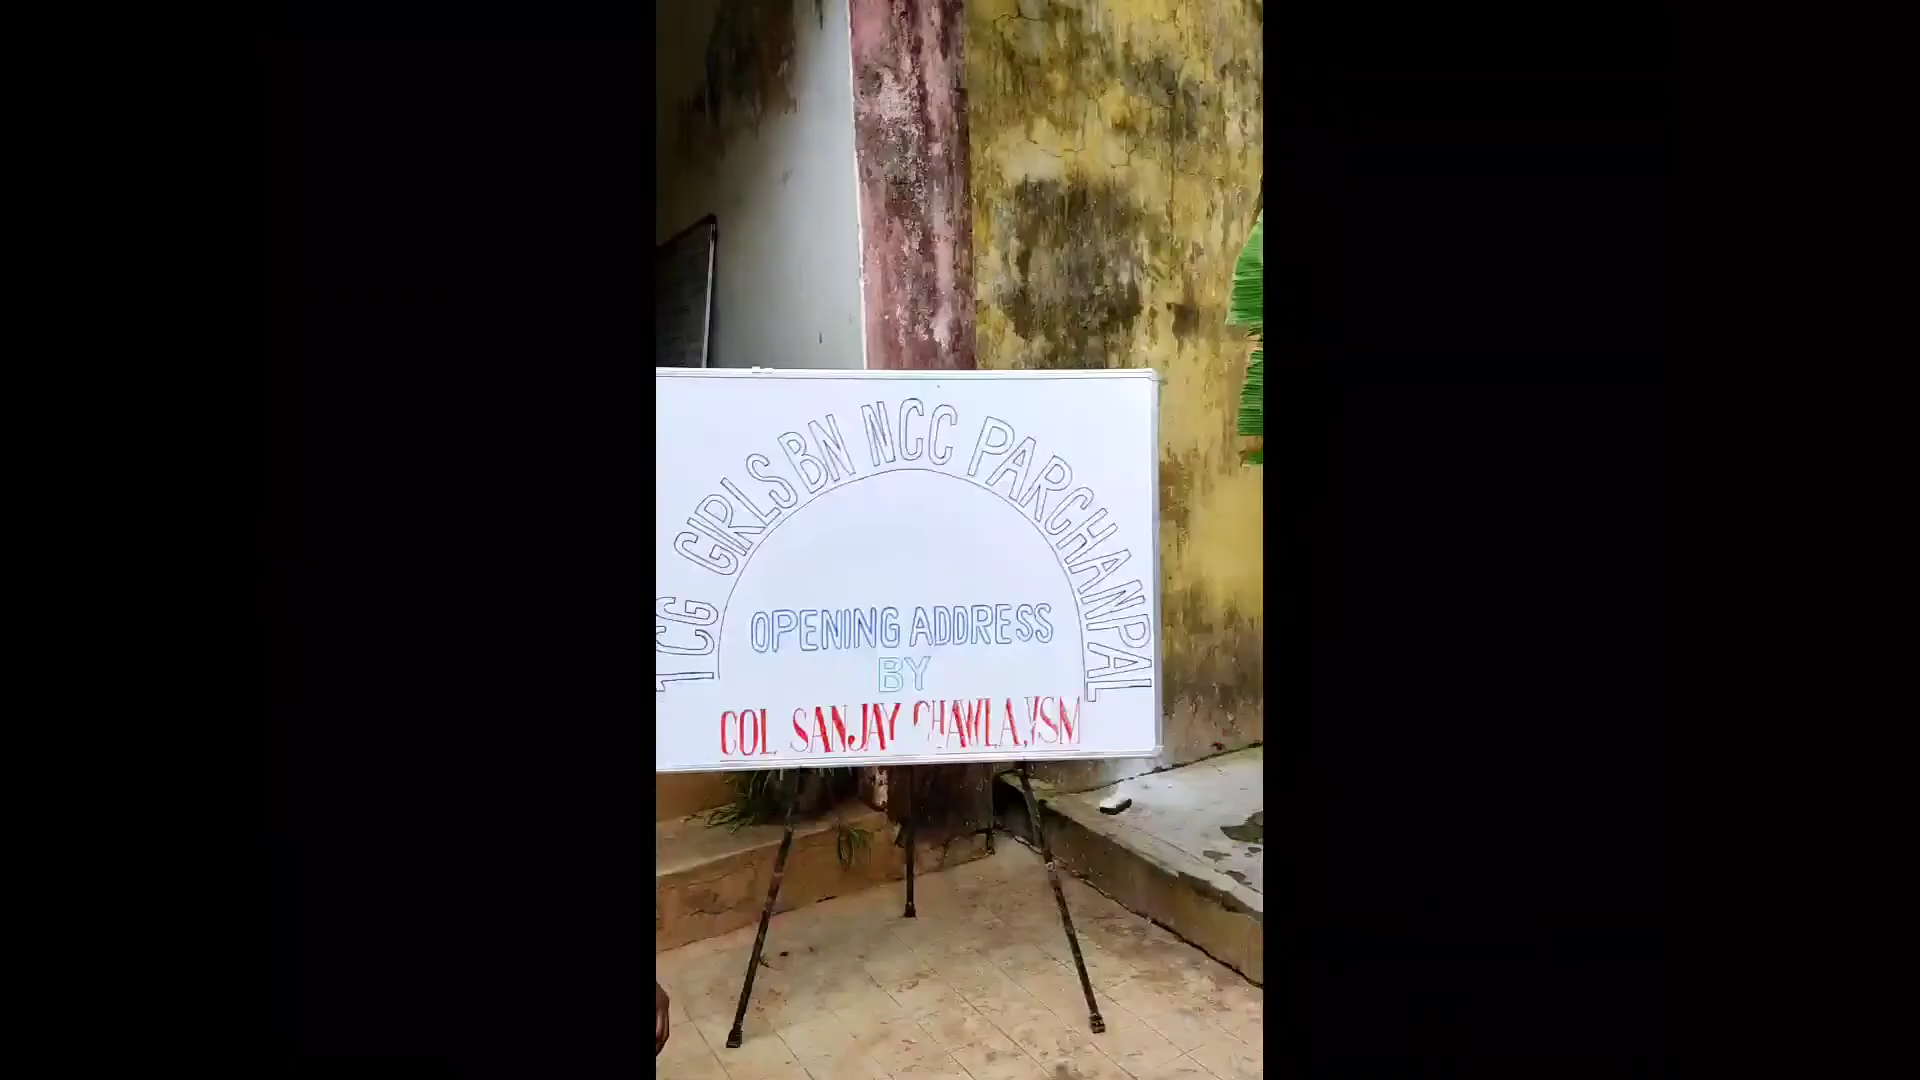 1CG GIRLS BN NCC PARCHANPAL
OPENING ADDRESS
BY
COL SANJAY CHAWLA,VSM